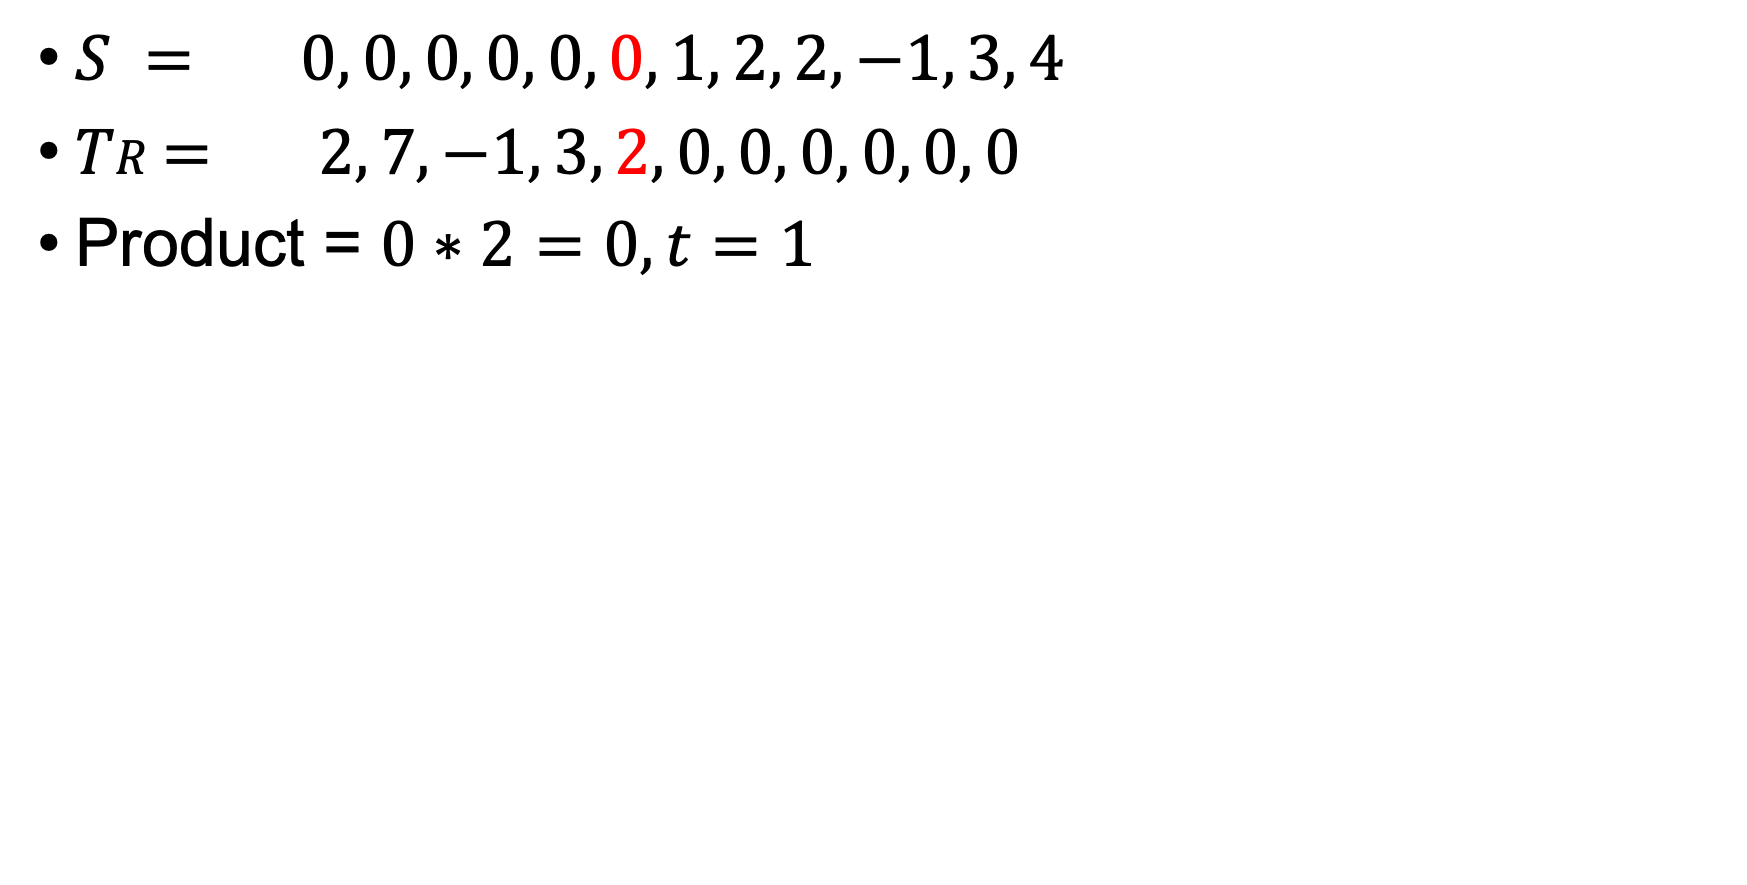 • S = 0, 0, 0, 0, 0, 0, 1, 2, 2, −1, 3, 4
• TR = 2, 7, −1, 3, 2, 0, 0, 0, 0, 0, 0
• Product = 0 ∗ 2 = 0, t = 1